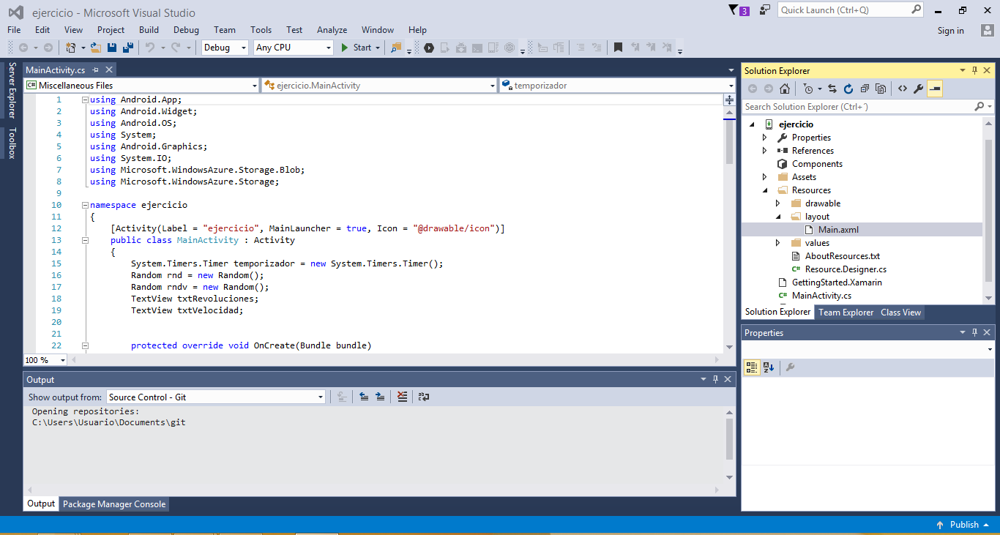 ejercicio - Microsoft Visual Studio
3
Quick Launch (Ctrl+Q)
File Edit View Project Build Debug Team Tools Test Analyze Window Help
Sign in
Debug Any CPU Start
Server Explorer
Toolbox
MainActivity.cs
C# Miscellaneous Files ejercicio.MainActivity temporizador
1 using Android.App;
2 using Android.Widget;
3 using Android.OS;
4 using System;
5 using Android.Graphics;
6 using System.IO;
7 using Microsoft.WindowsAzure.Storage.Blob;
8 using Microsoft.WindowsAzure.Storage;
9
10 namespace ejercicio
11 {
12 [Activity(Label = "ejercicio", MainLauncher = true, Icon = "@drawable/icon")]
13 public class MainActivity : Activity
14 {
15 System.Timers.Timer temporizador = new System.Timers.Timer();
16 Random rnd = new Random();
17 Random rndv = new Random();
18 TextView txtRevoluciones;
19 TextView txtVelocidad;
20
21
22 protected override void OnCreate(Bundle bundle)
100 %
Output
Show output from: Source Control - Git
Opening repositories:
C:\Users\Usuario\Documents\git
Output Package Manager Console
Solution Explorer
Search Solution Explorer (Ctrl+´)
ejercicio
Properties
References
Components
Assets
Resources
drawable
layout
Main.axml
values
AboutResources.txt
C# Resource.Designer.cs
GettingStarted.Xamarin
C# MainActivity.cs
Solution Explorer Team Explorer Class View
Properties
Publish